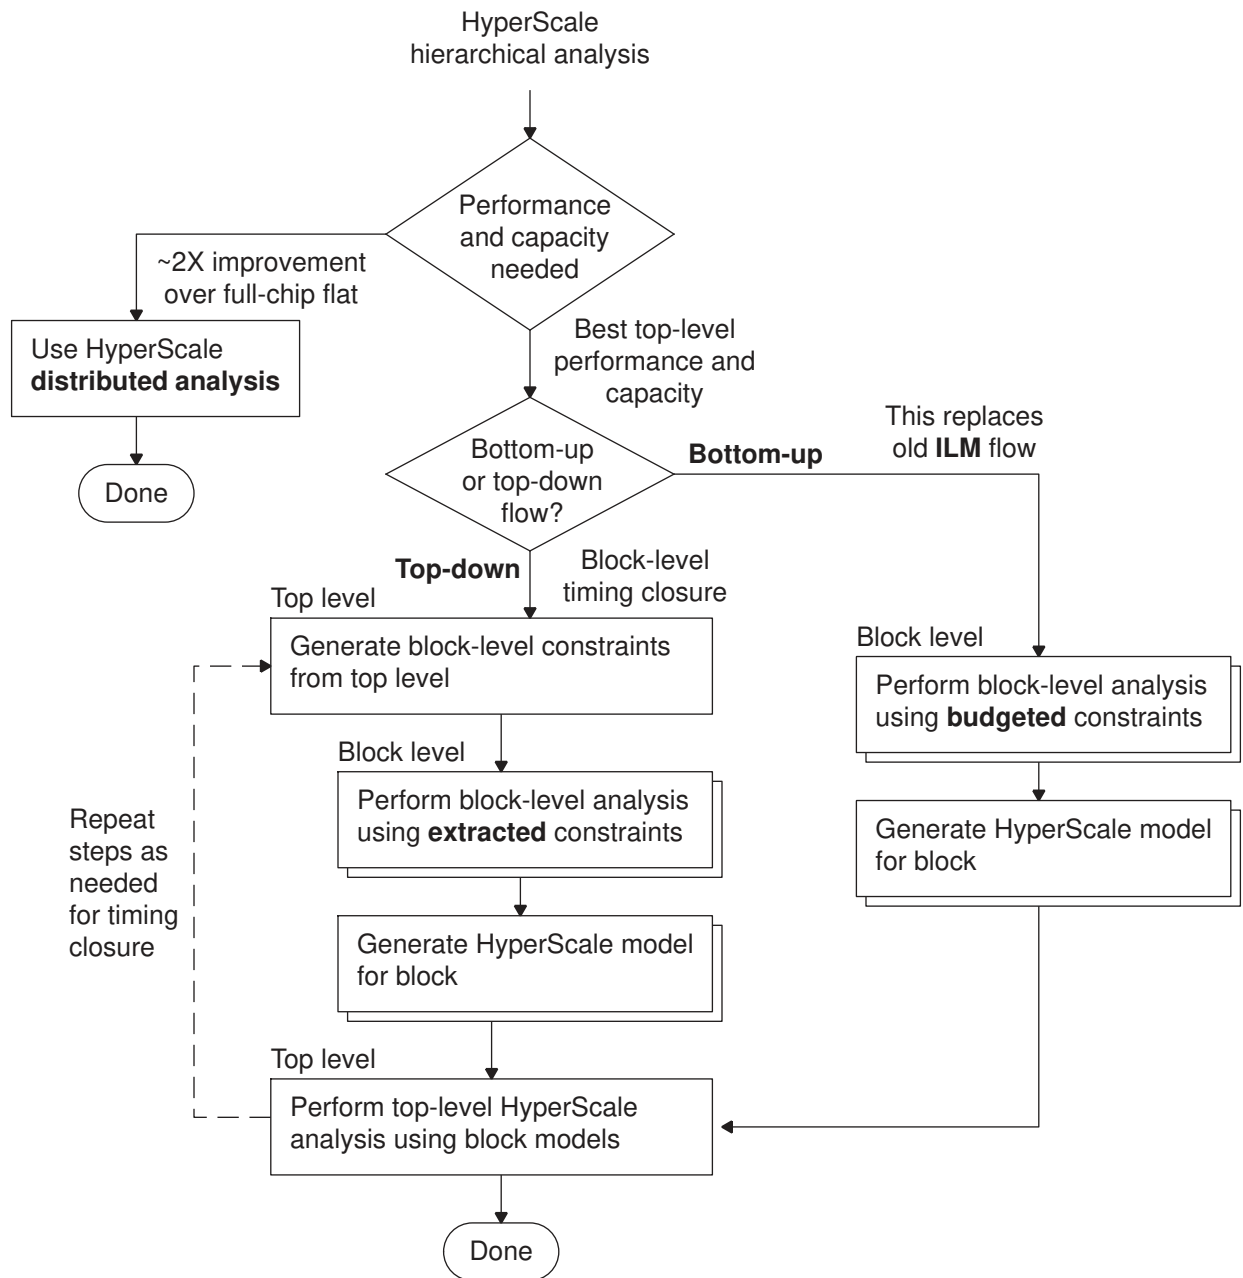 HyperScale
hierarchical analysis
Performance
and capacity
needed
~2X improvement
over full-chip flat
Use HyperScale
distributed analysis
Done
Best top-level
performance and
capacity
Bottom-up
or top-down
flow?
Bottom-up
This replaces
old ILM flow
Top-down
Block-level
timing closure
Top level
Generate block-level constraints
from top level
Block level
Perform block-level analysis
using budgeted constraints
Block level
Perform block-level analysis
using extracted constraints
Generate HyperScale model
for block
Repeat
steps as
needed
for timing
closure
Generate HyperScale model
for block
Top level
Perform top-level HyperScale
analysis using block models
Done